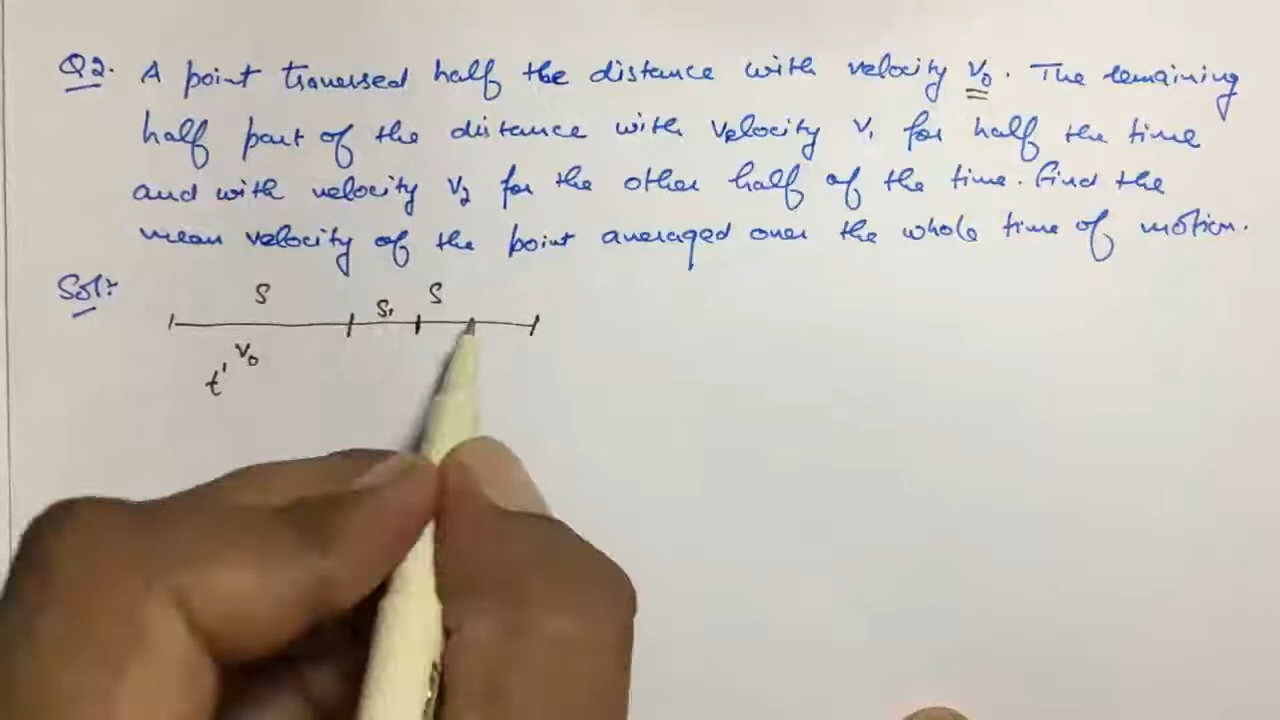 Q2. A point traversed half the distance with velocity v₀. The remaining
half part of the distance with velocity v₁ for half the time
and with velocity v₂ for the other half of the time. find the
mean velocity of the point averaged over the whole time of motion.
Sol:
S S₁ S
v₀
t'